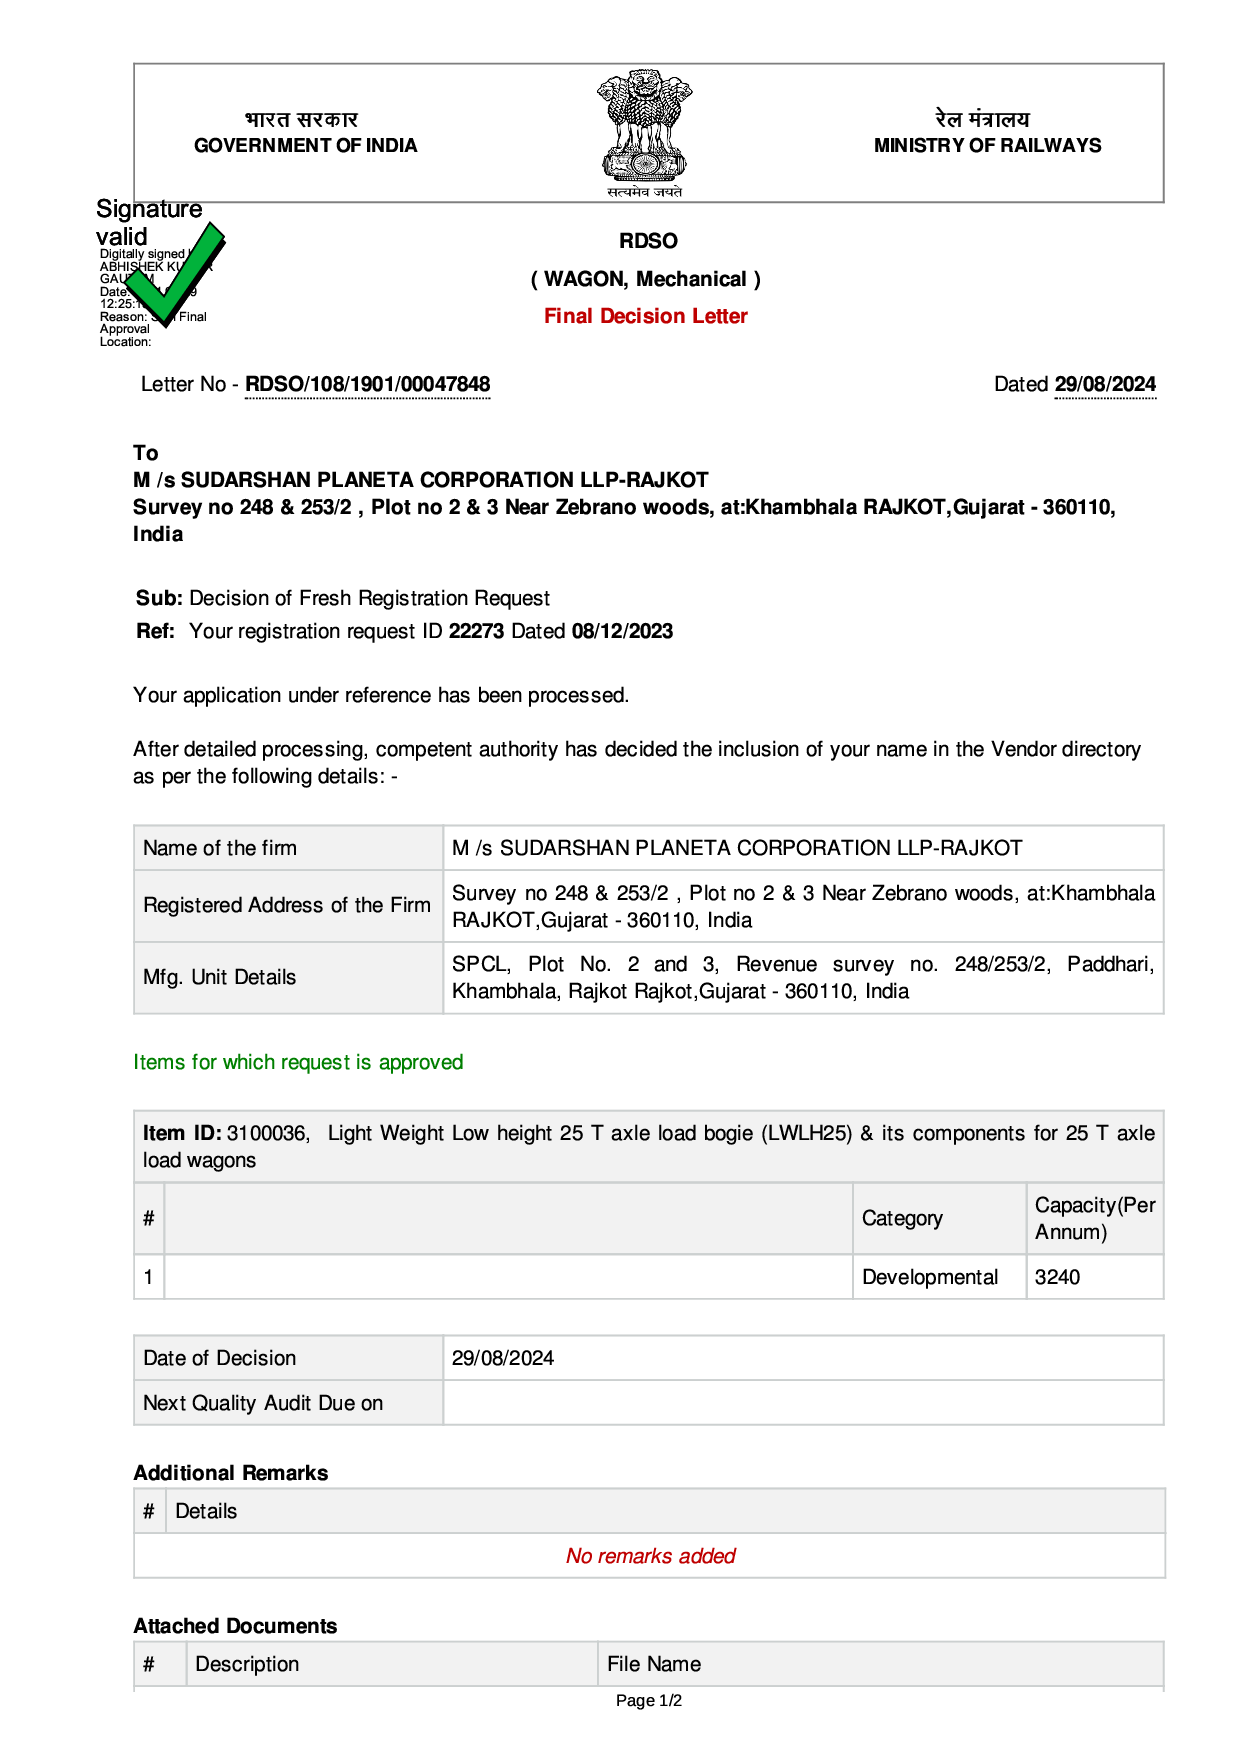 भारत सरकार
GOVERNMENT OF INDIA
सत्यमेव जयते
रेल मंत्रालय
MINISTRY OF RAILWAYS
Signature
valid
Digitally signed
ABHISHEK
Date:
12:25:
Reason: Final
Approval
Location:
RDSO
( WAGON, Mechanical )
Final Decision Letter
Letter No - RDSO/108/1901/00047848 Dated 29/08/2024
To
M /s SUDARSHAN PLANETA CORPORATION LLP-RAJKOT
Survey no 248 & 253/2 , Plot no 2 & 3 Near Zebrano woods, at:Khambhala RAJKOT,Gujarat - 360110,
India
Sub: Decision of Fresh Registration Request
Ref: Your registration request ID 22273 Dated 08/12/2023
Your application under reference has been processed.
After detailed processing, competent authority has decided the inclusion of your name in the Vendor directory
as per the following details: -
Name of the firm M /s SUDARSHAN PLANETA CORPORATION LLP-RAJKOT
Registered Address of the Firm Survey no 248 & 253/2 , Plot no 2 & 3 Near Zebrano woods, at:Khambhala
RAJKOT,Gujarat - 360110, India
Mfg. Unit Details SPCL, Plot No. 2 and 3, Revenue survey no. 248/253/2, Paddhari,
Khambhala, Rajkot Rajkot,Gujarat - 360110, India
Items for which request is approved
Item ID: 3100036, Light Weight Low height 25 T axle load bogie (LWLH25) & its components for 25 T axle
load wagons
# Category Capacity(Per
Annum)
1 Developmental 3240
Date of Decision 29/08/2024
Next Quality Audit Due on
Additional Remarks
# Details
No remarks added
Attached Documents
# Description File Name
Page 1/2